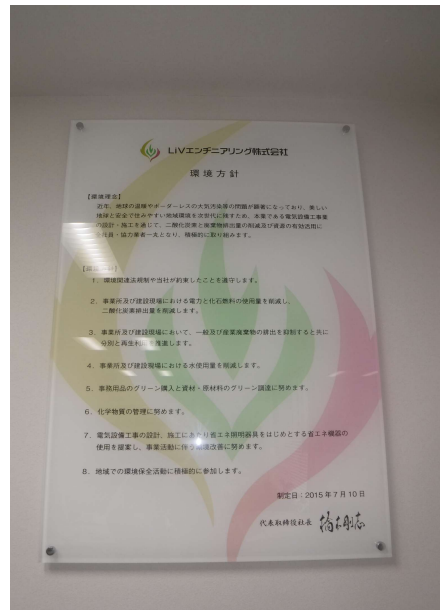 LiVエンヂニアリング株式会社
環境方針
【環境理念】
近年、地球の温暖やボーダーレスの大気汚染等の問題が顕著になっており、美しい
地球と安全で住みやすい地域環境を次世代に残すため、本業である電気設備工事業
の設計・施工を通じて、二酸化炭素と廃棄物排出量の削減及び資源の有効活用に
社員・協力業者一丸となり、積極的に取り組みます。
1．環境関連法規制や当社が約束したことを遵守します。
2．事業所及び建設現場における電力と化石燃料の使用量を削減し、
二酸化炭素排出量を削減します。
3．事業所及び建設現場において、一般及び産業廃棄物の排出を抑制すると共に
分別と再生利用を推進します。
4．事業所及び建設現場における水使用量を削減します。
5．事務用品のグリーン購入と資材・原材料のグリーン調達に努めます。
6．化学物質の管理に努めます。
7．電気設備工事の設計、施工にあたり省エネ照明器具をはじめとする省エネ機器の
使用を提案し、事業活動に伴う環境改善に努めます。
8．地域での環境保全活動に積極的に参加します。
制定日：2015年7月10日
代表取締役社長